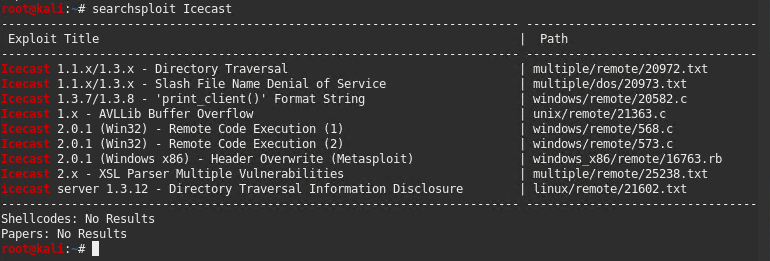 root@kali:~# searchsploit Icecast
--------------------------------------------------------------------- -------------------------------
 Exploit Title                                                       |  Path
--------------------------------------------------------------------- -------------------------------
Icecast 1.1.x/1.3.x - Directory Traversal                            | multiple/remote/20972.txt
Icecast 1.1.x/1.3.x - Slash File Name Denial of Service              | multiple/dos/20973.txt
Icecast 1.3.7/1.3.8 - 'print_client()' Format String                 | windows/remote/20582.c
Icecast 1.x - AVLLib Buffer Overflow                                 | unix/remote/21363.c
Icecast 2.0.1 (Win32) - Remote Code Execution (1)                    | windows/remote/568.c
Icecast 2.0.1 (Win32) - Remote Code Execution (2)                    | windows/remote/573.c
Icecast 2.0.1 (Windows x86) - Header Overwrite (Metasploit)          | windows_x86/remote/16763.rb
Icecast 2.x - XSL Parser Multiple Vulnerabilities                    | multiple/remote/25238.txt
icecast server 1.3.12 - Directory Traversal Information Disclosure   | linux/remote/21602.txt
--------------------------------------------------------------------- -------------------------------
Shellcodes: No Results
Papers: No Results
root@kali:~#